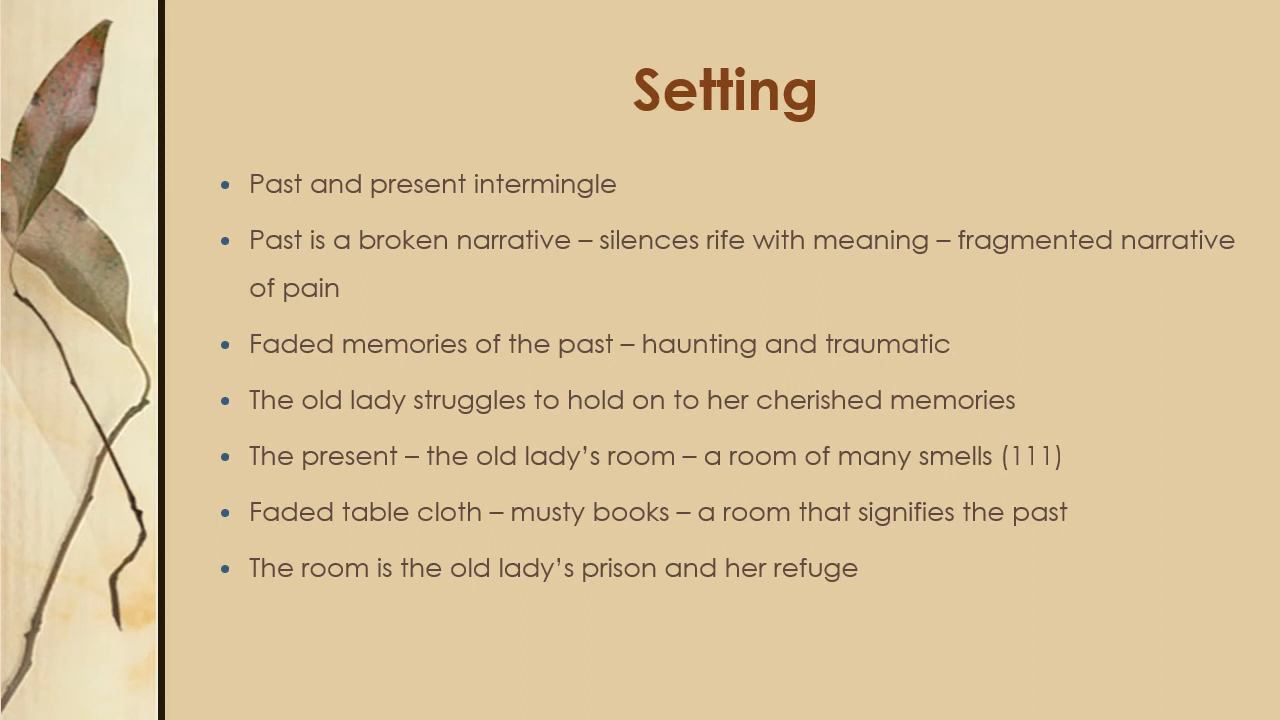 Setting
• Past and present intermingle
• Past is a broken narrative – silences rife with meaning – fragmented narrative
of pain
• Faded memories of the past – haunting and traumatic
• The old lady struggles to hold on to her cherished memories
• The present – the old lady’s room – a room of many smells (111)
• Faded table cloth – musty books – a room that signifies the past
• The room is the old lady’s prison and her refuge